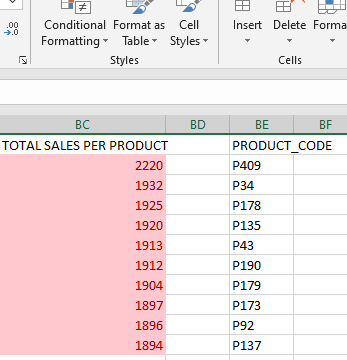 .00
→.0
Conditional Format as Cell
Formatting Table Styles
Insert Delete Forma
Styles
Cells
BC BD BE BF
TOTAL SALES PER PRODUCT PRODUCT_CODE
2220 P409
1932 P34
1925 P178
1920 P135
1913 P43
1912 P190
1904 P179
1897 P173
1896 P92
1894 P137